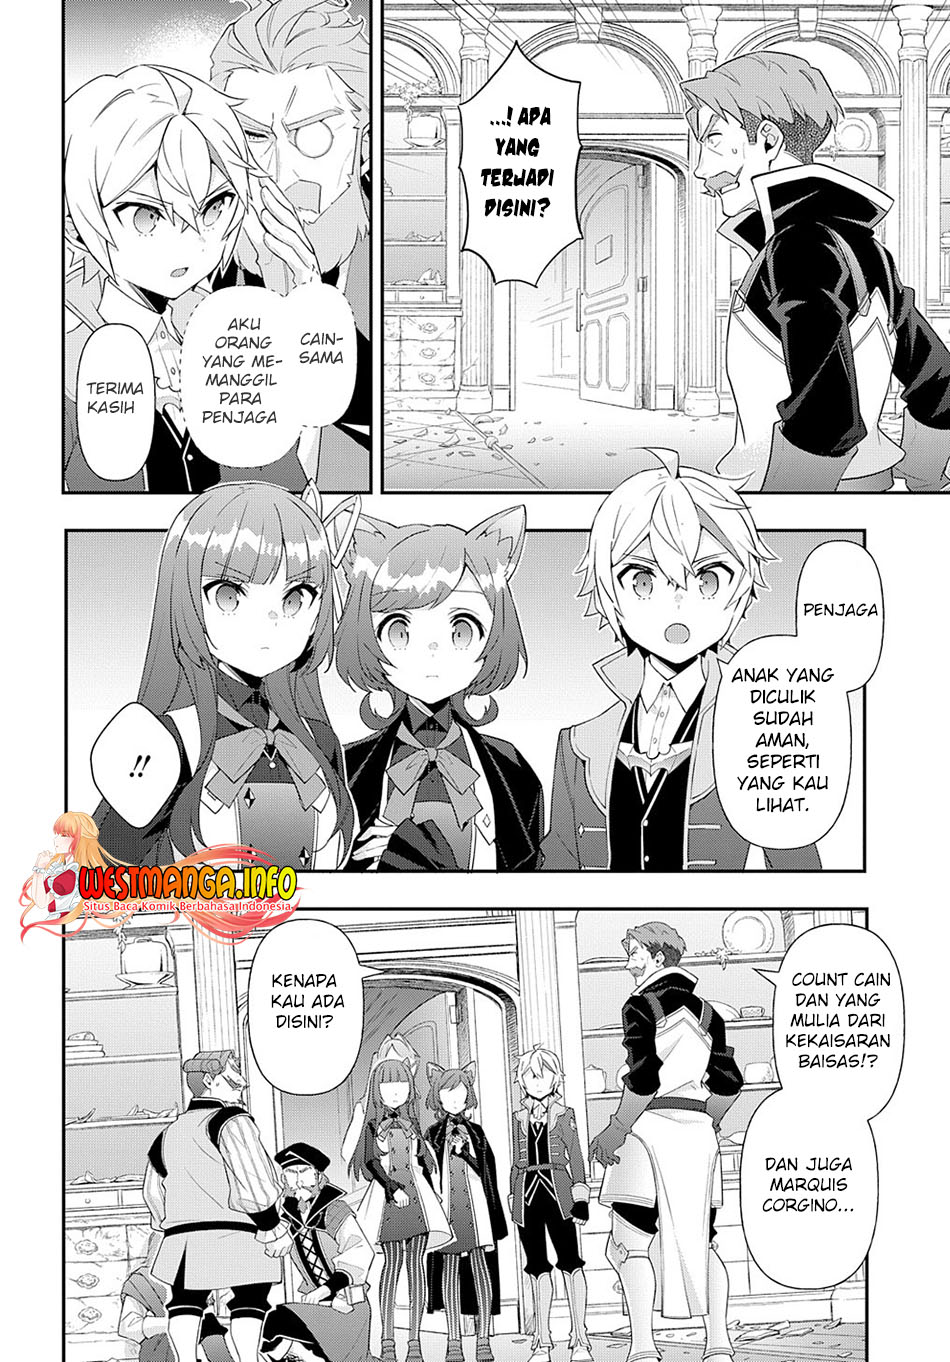 ...! APA
YANG
TERJADI
DISINI?
CAIN-
SAMA
AKU
ORANG
YANG ME-
MANGGIL
PARA
PENJAGA
TERIMA
KASIH
PENJAGA
ANAK YANG
DICULIK
SUDAH
AMAN,
SEPERTI
YANG KAU
LIHAT.
!!
WESTMANGA.INFO
Situs Baca Komik Berbahasa Indonesia
COUNT CAIN
DAN YANG
MULIA DARI
KEKAISARAN
BAISAS!?
DAN JUGA
MARQUIS
CORGINO...
KENAPA
KAU ADA
DISINI?